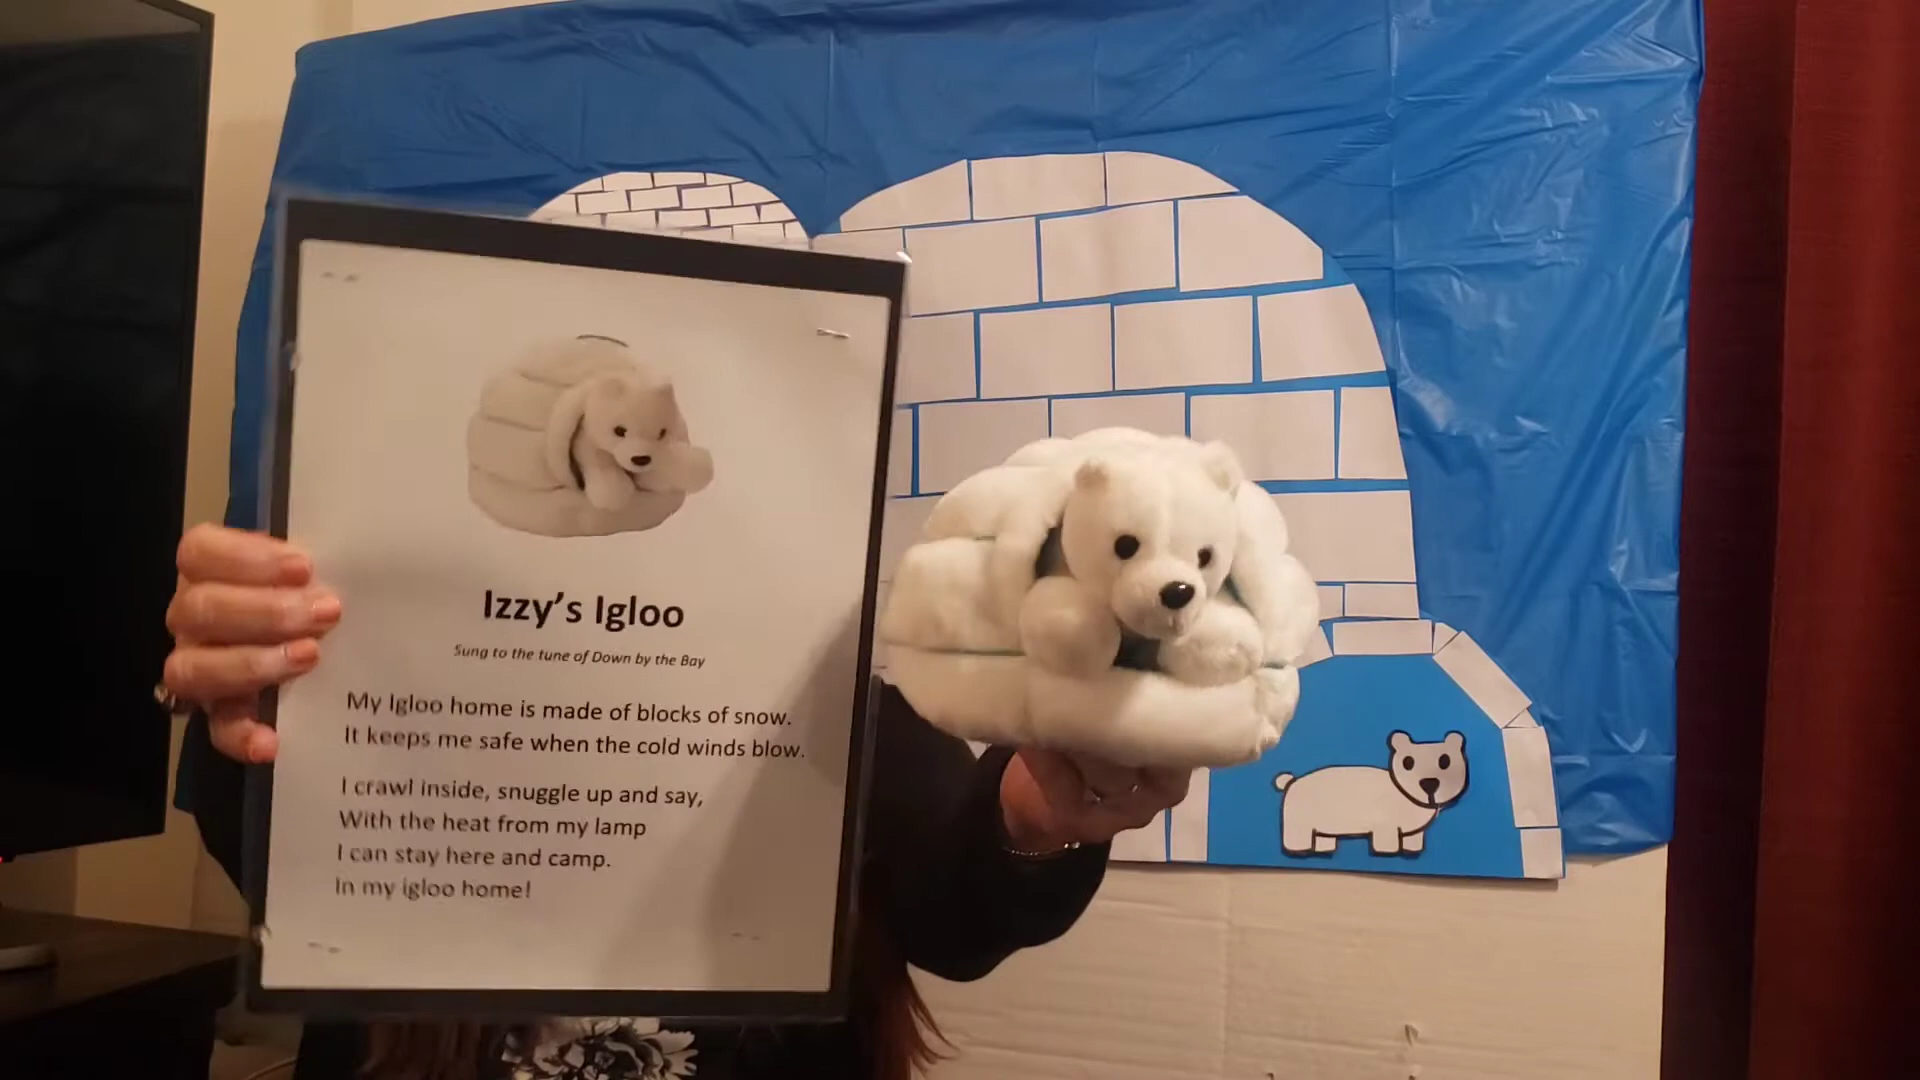 Izzy's Igloo
Sung to the tune of Down by the Bay
My Igloo home is made of blocks of snow.
It keeps me safe when the cold winds blow.
I crawl inside, snuggle up and say,
With the heat from my lamp
I can stay here and camp.
In my igloo home!